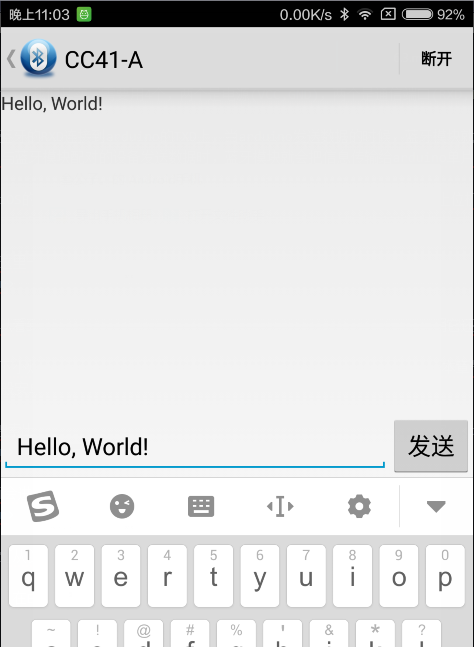 晚上11:03 0.00K/s 92%
CC41-A 断开
Hello, World!
Hello, World! 发送
1 2 3 4 5 6 7 8 9 0
q w e r t y u i o p
~ ! @ # % ' & * ?